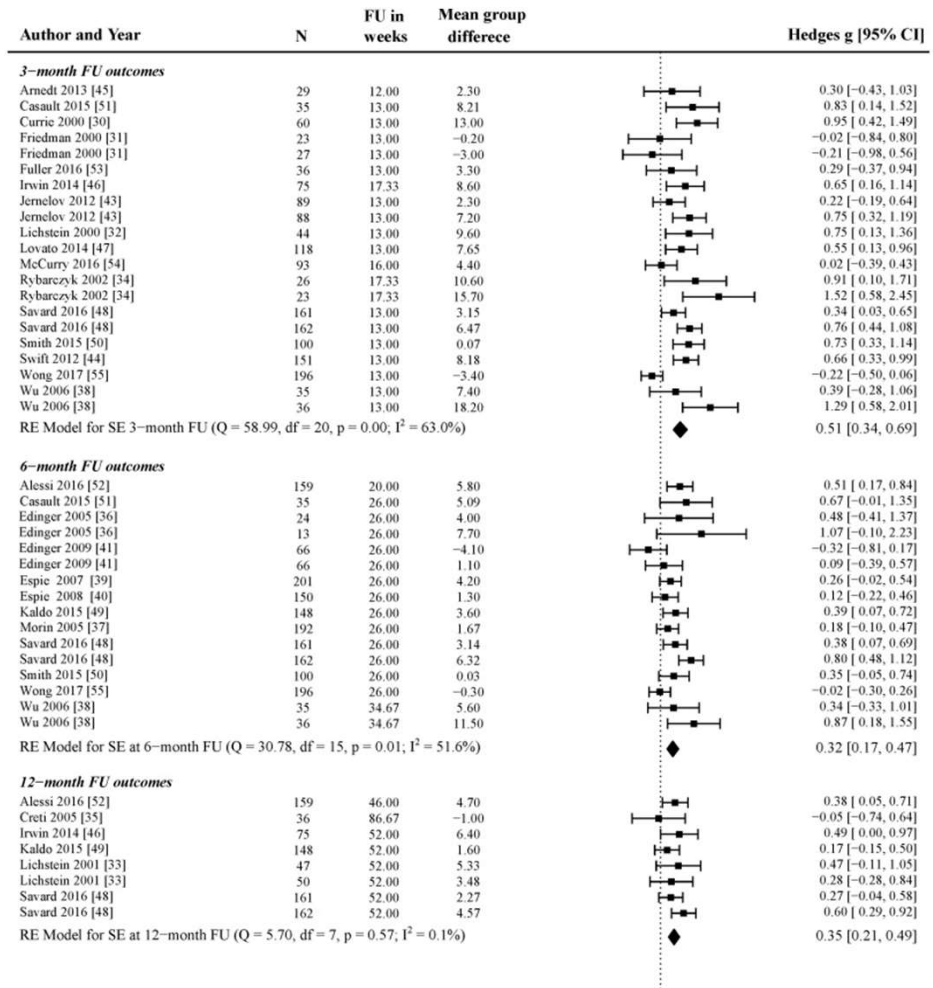 Author and Year N FU in weeks Mean group differece Hedges g [95% CI]
3−month FU outcomes
Arnedt 2013 [45] 29 12.00 2.30 0.30 [−0.43, 1.03)
Casault 2015 [51] 35 13.00 8.21 0.83 [ 0.14, 1.52]
Currie 2000 [30] 60 13.00 13.00 0.95 [ 0.42, 1.49]
Friedman 2000 [31] 23 13.00 −0.20 −0.02 [−0.84, 0.80]
Friedman 2000 [31] 27 13.00 −3.00 −0.21 [−0.98, 0.56]
Fuller 2016 [53] 36 13.00 3.30 0.29 [−0.37, 0.94]
Irwin 2014 [46] 75 17.33 8.60 0.65 [ 0.16, 1.14]
Jernelov 2012 [43] 89 13.00 2.30 0.22 [−0.19, 0.64]
Jernelov 2012 [43] 88 13.00 7.20 0.75 [ 0.32, 1.19]
Lichstein 2000 [32] 44 13.00 9.60 0.75 [ 0.13, 1.36]
Lovato 2014 [47] 118 13.00 7.65 0.55 [ 0.13, 0.96]
McCurry 2016 [54] 93 16.00 4.40 0.02 [−0.39, 0.43]
Rybarczyk 2002 [34] 26 17.33 10.60 0.91 [ 0.10, 1.71]
Rybarczyk 2002 [34] 23 17.33 15.70 1.52 [ 0.58, 2.45]
Savard 2016 [48] 161 13.00 3.15 0.34 [ 0.03, 0.65]
Savard 2016 [48] 162 13.00 6.47 0.76 [ 0.44, 1.08]
Smith 2015 [50] 100 13.00 0.07 0.73 [ 0.33, 1.14]
Swift 2012 [44] 151 13.00 8.18 0.66 [ 0.33, 0.99]
Wong 2017 [55] 196 13.00 −3.40 −0.22 [−0.50, 0.06]
Wu 2006 [38] 35 13.00 7.40 0.39 [−0.28, 1.06]
Wu 2006 [38] 36 13.00 18.20 1.29 [ 0.58, 2.01]
RE Model for SE 3−month FU (Q = 58.99, df = 20, p = 0.00; I² = 63.0%) 0.51 [0.34, 0.69]
6−month FU outcomes
Alessi 2016 [52] 159 20.00 5.80 0.51 [ 0.17, 0.84]
Casault 2015 [51] 35 26.00 5.09 0.67 [−0.01, 1.35]
Edinger 2005 [36] 24 26.00 4.00 0.48 [−0.41, 1.37]
Edinger 2005 [36] 13 26.00 7.70 1.07 [−0.10, 2.23]
Edinger 2009 [41] 66 26.00 −4.10 −0.32 [−0.81, 0.17]
Edinger 2009 [41] 66 26.00 1.10 0.09 [−0.39, 0.57]
Espie 2007 [39] 201 26.00 4.20 0.26 [−0.02, 0.54]
Espie 2008 [40] 150 26.00 1.30 0.12 [−0.22, 0.46]
Kaldo 2015 [49] 148 26.00 3.60 0.39 [ 0.07, 0.72]
Morin 2005 [37] 192 26.00 1.67 0.18 [−0.10, 0.47]
Savard 2016 [48] 161 26.00 3.14 0.38 [ 0.07, 0.69]
Savard 2016 [48] 162 26.00 6.32 0.80 [ 0.48, 1.12]
Smith 2015 [50] 100 26.00 0.03 0.35 [−0.05, 0.74]
Wong 2017 [55] 196 26.00 −0.30 −0.02 [−0.30, 0.26]
Wu 2006 [38] 35 34.67 5.60 0.34 [−0.33, 1.01]
Wu 2006 [38] 36 34.67 11.50 0.87 [ 0.18, 1.55]
RE Model for SE at 6−month FU (Q = 30.78, df = 15, p = 0.01; I² = 51.6%) 0.32 [0.17, 0.47]
12−month FU outcomes
Alessi 2016 [52] 159 46.00 4.70 0.38 [ 0.05, 0.71]
Creti 2005 [35] 36 86.67 −1.00 −0.05 [−0.74, 0.64]
Irwin 2014 [46] 75 52.00 6.40 0.49 [ 0.00, 0.97]
Kaldo 2015 [49] 148 52.00 1.60 0.17 [−0.15, 0.50]
Lichstein 2001 [33] 47 52.00 5.33 0.47 [−0.11, 1.05]
Lichstein 2001 [33] 50 52.00 3.48 0.28 [−0.28, 0.84]
Savard 2016 [48] 161 52.00 2.27 0.27 [−0.04, 0.58]
Savard 2016 [48] 162 52.00 4.57 0.60 [ 0.29, 0.92]
RE Model for SE at 12−month FU (Q = 5.70, df = 7, p = 0.57; I² = 0.1%) 0.35 [0.21, 0.49]